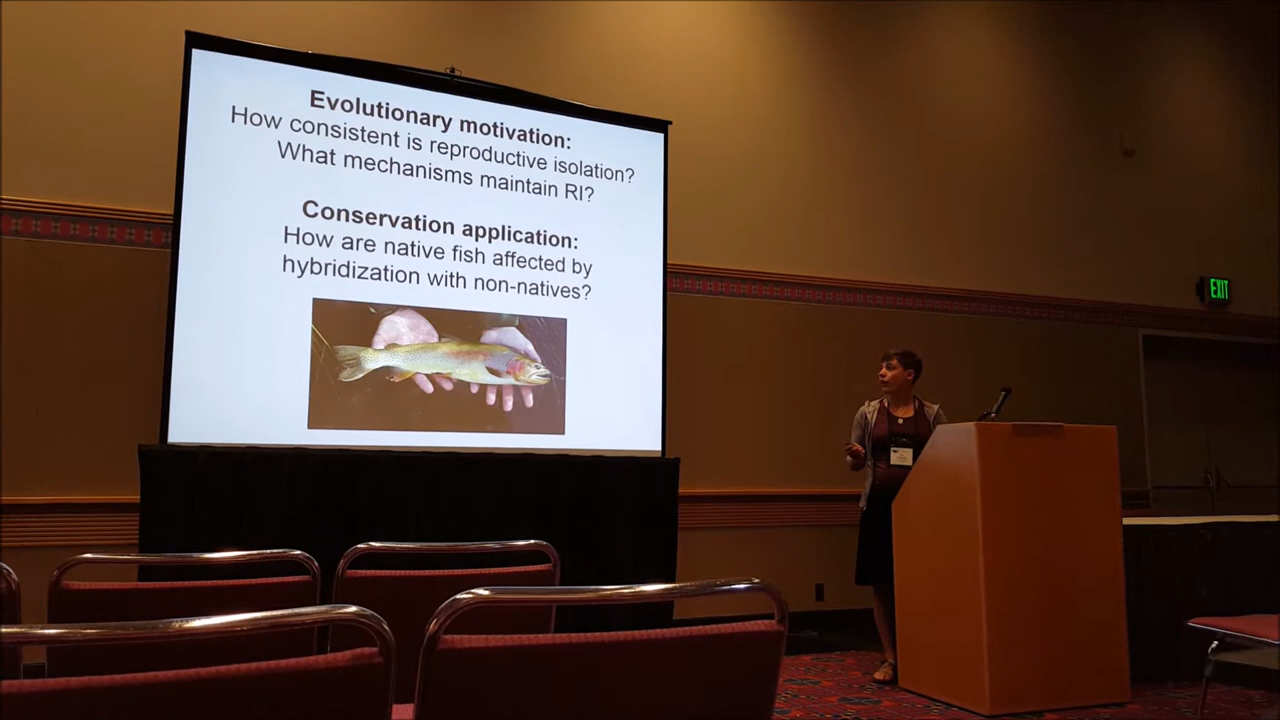 Evolutionary motivation:
How consistent is reproductive isolation?
What mechanisms maintain RI?
Conservation application:
How are native fish affected by
hybridization with non-natives?
EXIT